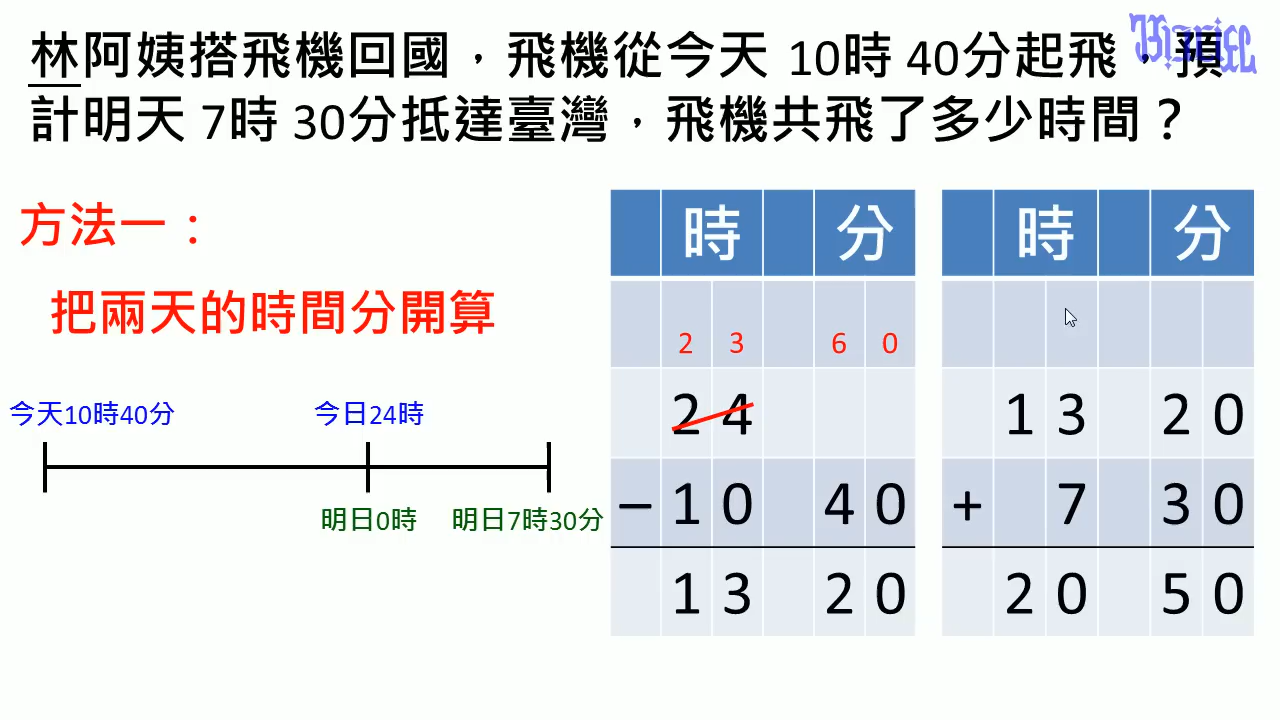 林阿姨搭飛機回國，飛機從今天 10時 40分起飛，預
計明天 7時 30分抵達臺灣，飛機共飛了多少時間？
方法一：
把兩天的時間分開算
今天10時40分 今日24時
明日0時 明日7時30分
時 分
2 3 6 0
2 4
－1 0 4 0
1 3 2 0
時 分
1 3 2 0
＋ 7 3 0
2 0 5 0